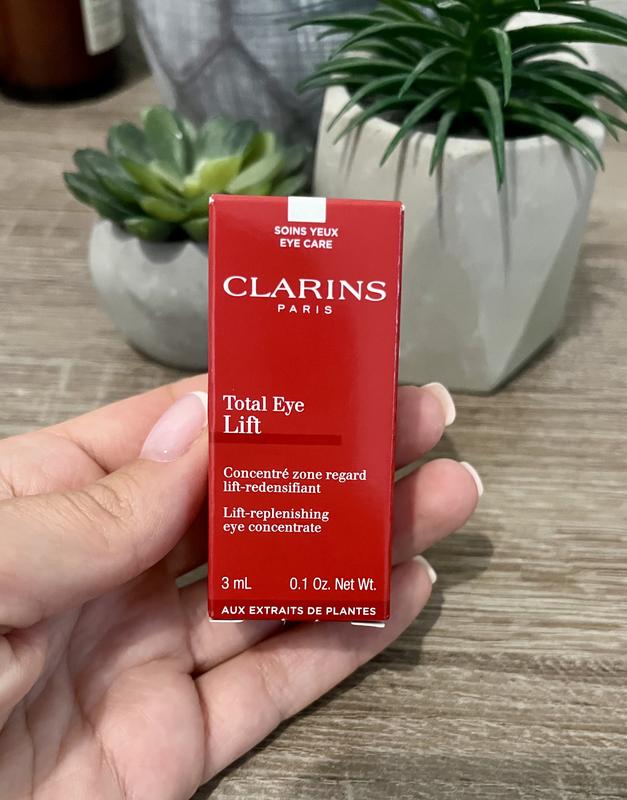 SOINS YEUX
EYE CARE
CLARINS
PARIS
Total Eye
Lift
Concentré zone regard
lift-redensifiant
Lift-replenishing
eye concentrate
3 mL 0.1 Oz. Net Wt.
AUX EXTRAITS DE PLANTES